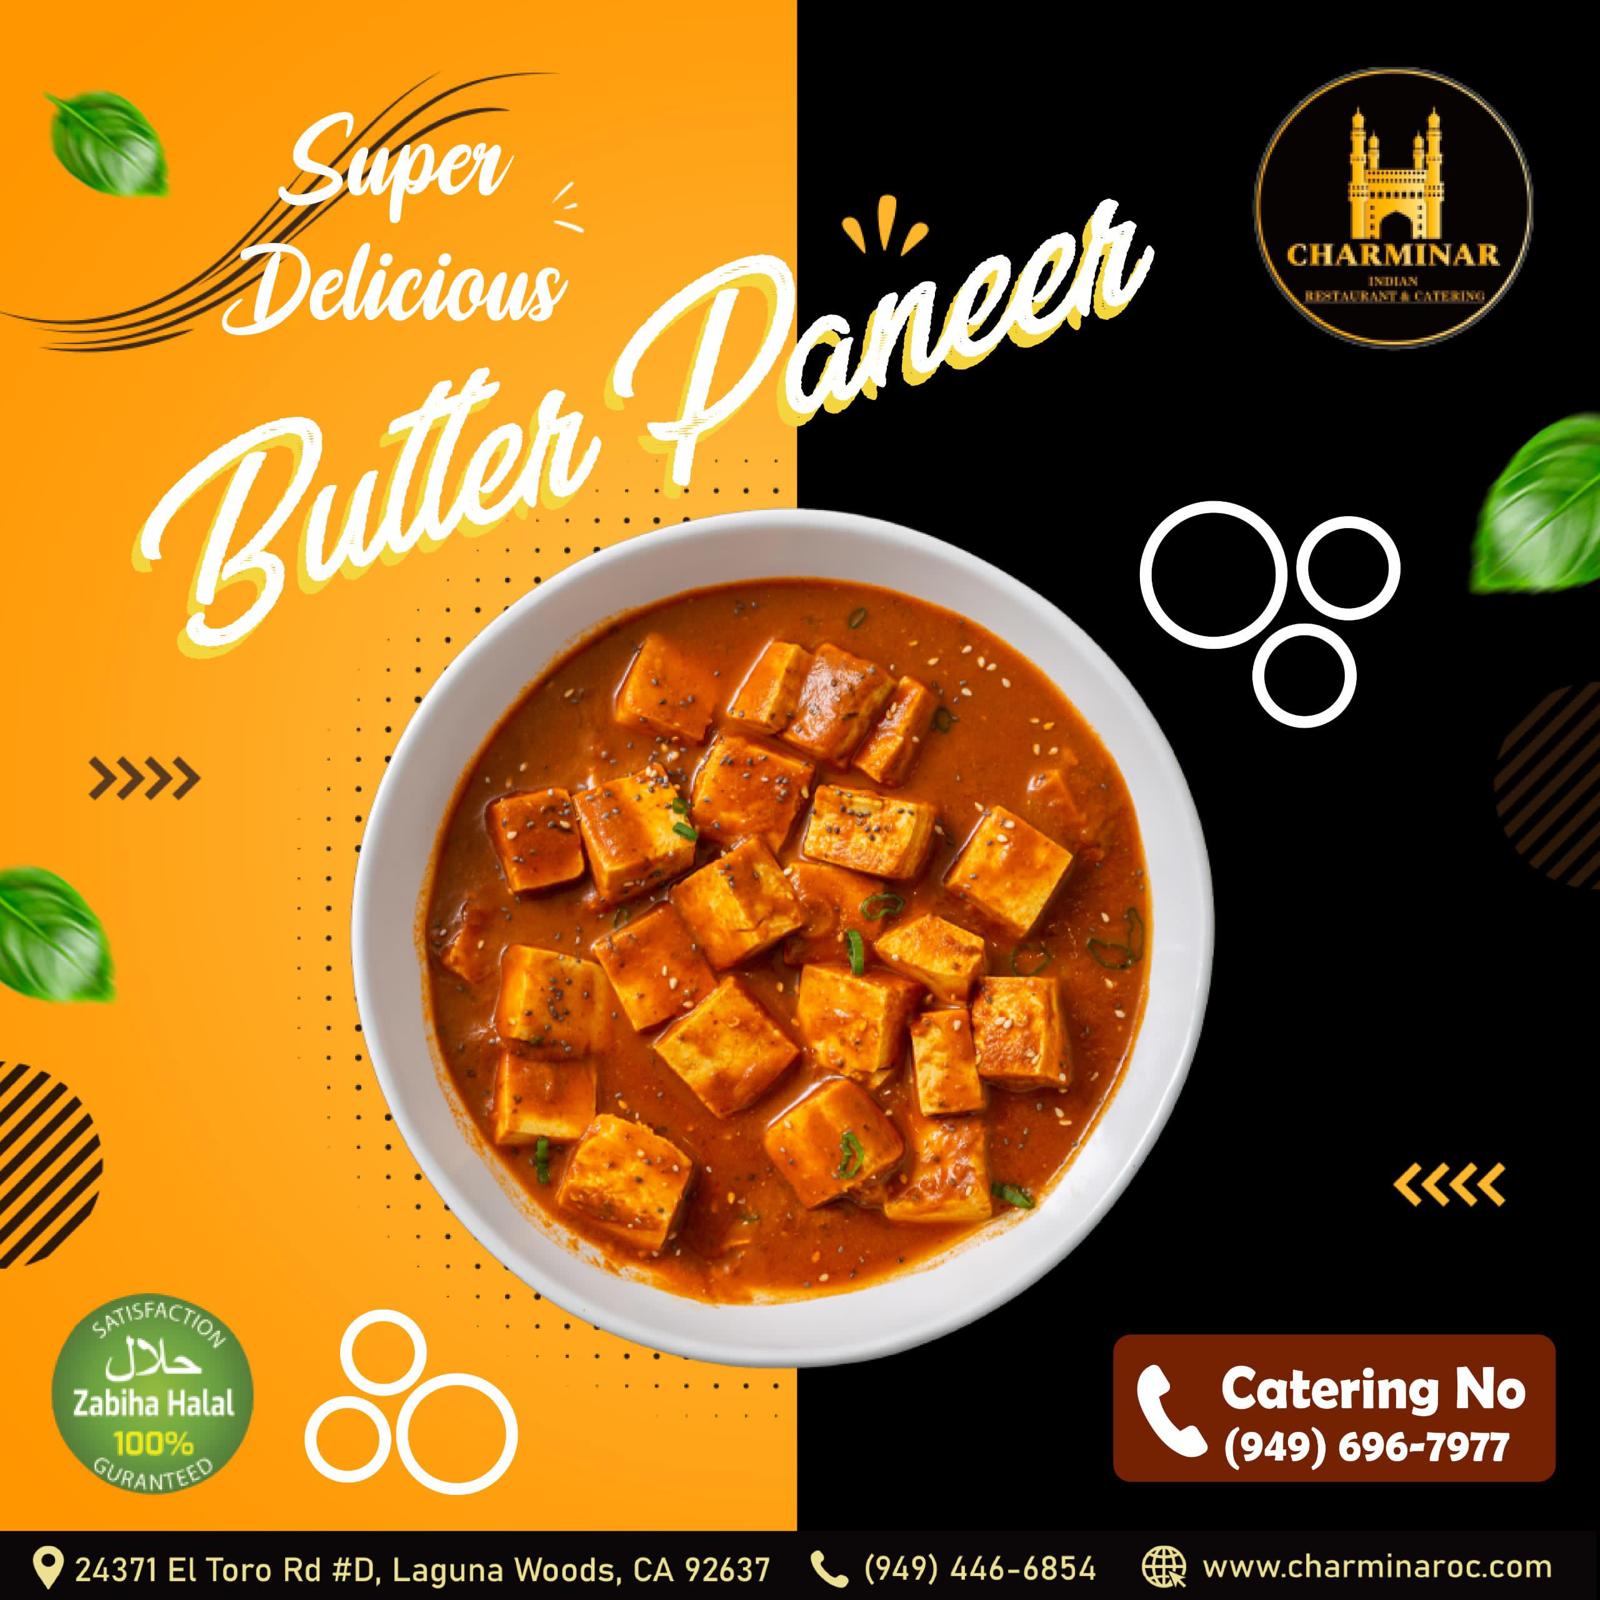 Super
Delicious
Butter Paneer
CHARMINAR
INDIAN
RESTAURANT & CATERING
SATISFACTION
حلال
Zabiha Halal
100%
GURANTEED
Catering No
(949) 696-7977
24371 El Toro Rd #D, Laguna Woods, CA 92637
(949) 446-6854
www.charminaroc.com